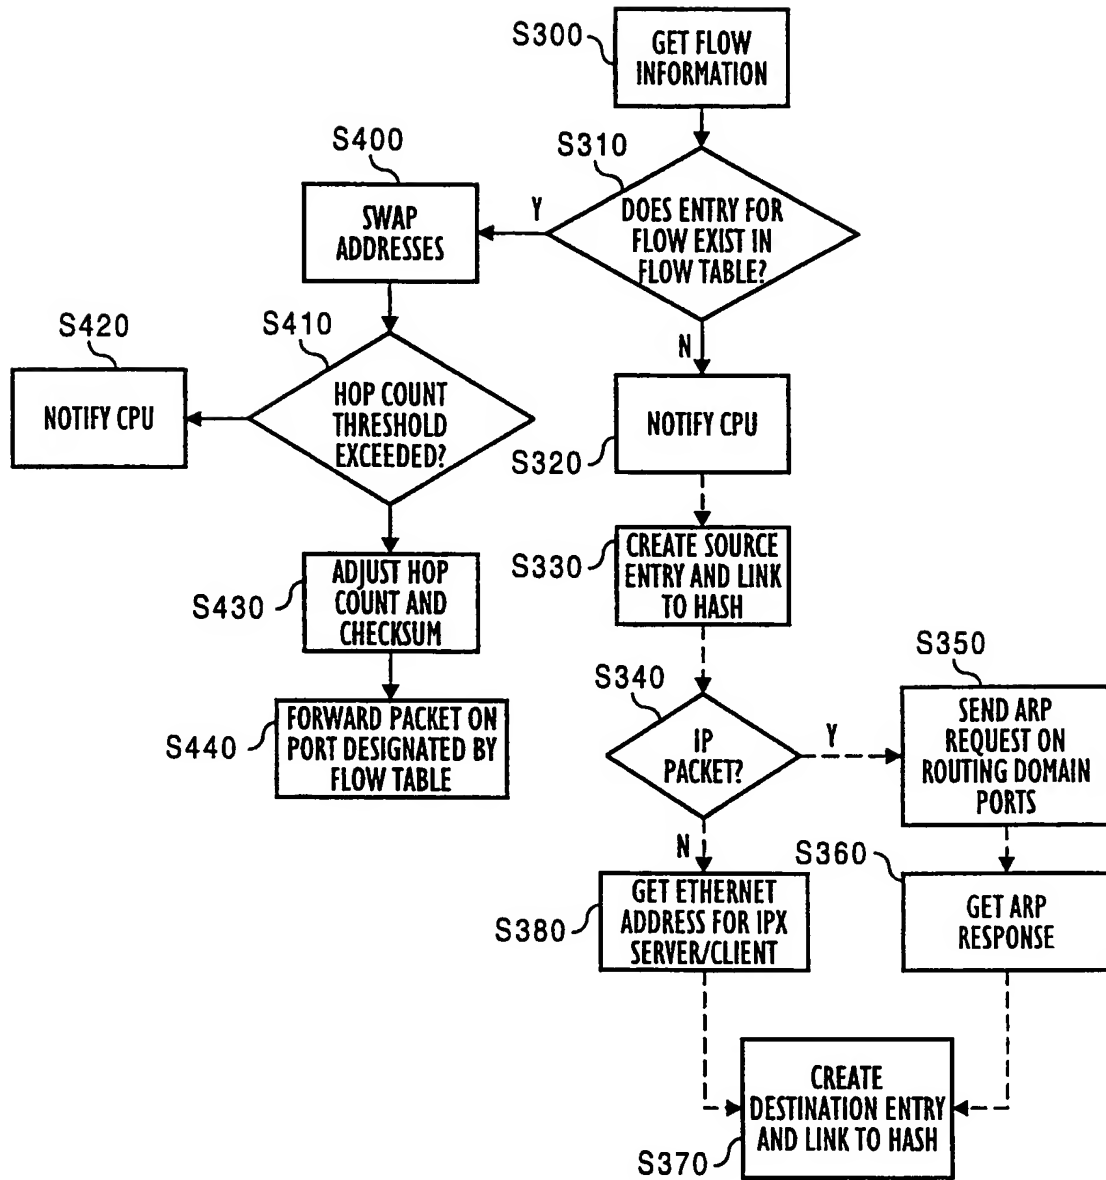 S300
GET FLOW
INFORMATION
S310
DOES ENTRY FOR
FLOW EXIST IN
FLOW TABLE?
Y
N
S400
SWAP
ADDRESSES
S410
HOP COUNT
THRESHOLD
EXCEEDED?
S420
NOTIFY CPU
S430
ADJUST HOP
COUNT AND
CHECKSUM
S440
FORWARD PACKET ON
PORT DESIGNATED BY
FLOW TABLE
S320
NOTIFY CPU
S330
CREATE SOURCE
ENTRY AND LINK
TO HASH
S340
IP
PACKET?
Y
N
S350
SEND ARP
REQUEST ON
ROUTING DOMAIN
PORTS
S360
GET ARP
RESPONSE
S380
GET ETHERNET
ADDRESS FOR IPX
SERVER/CLIENT
S370
CREATE
DESTINATION ENTRY
AND LINK TO HASH